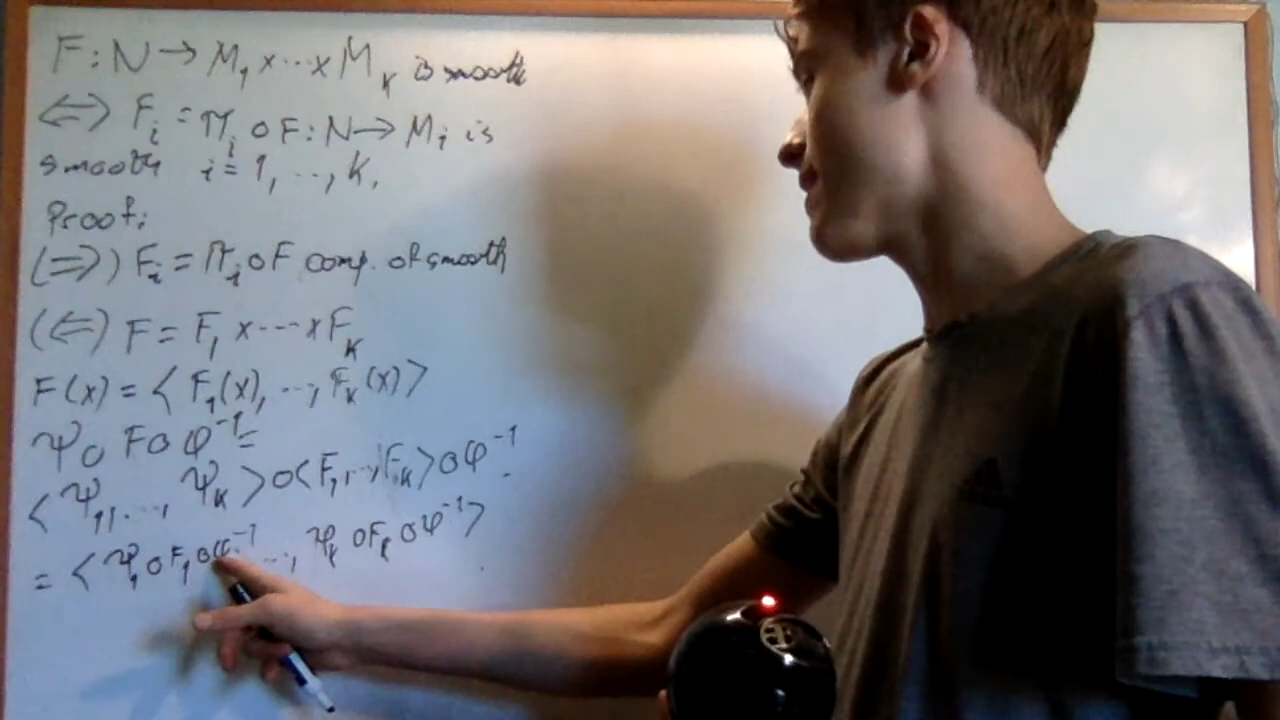 F : N → M₁ × ··· × Mₖ is smooth
⟺ Fᵢ = πᵢ ∘ F : N → Mᵢ is
smooth i = 1, ..., k.
Proof:
(⇒) Fᵢ = πᵢ ∘ F comp. of smooth
(⇐) F = F₁ × ··· × Fₖ
F(x) = ⟨ F₁(x), ..., Fₖ(x) ⟩
ψ ∘ F ∘ φ⁻¹ =
⟨ ψ₁, ..., ψₖ ⟩ ∘ ⟨ F₁, .., Fₖ ⟩ ∘ φ⁻¹
= ⟨ ψ₁ ∘ F₁ ∘ φ⁻¹, ..., ψₖ ∘ Fₖ ∘ φ⁻¹ ⟩